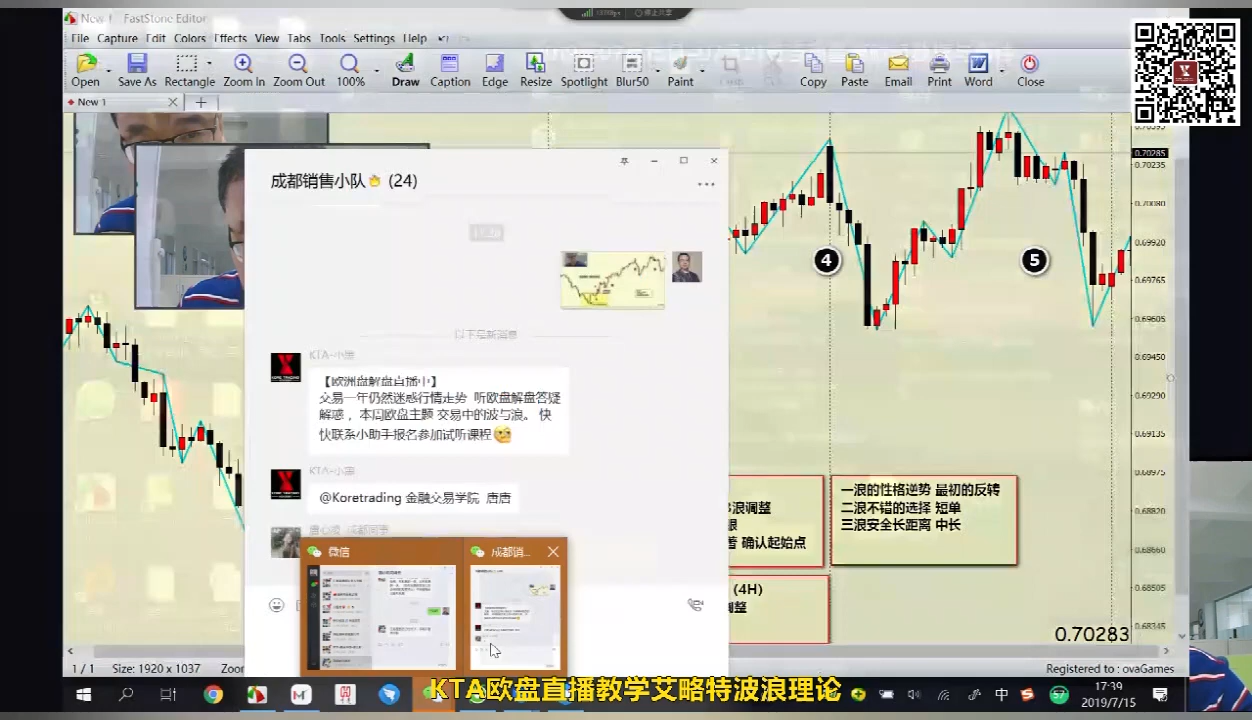 New 1 FastStone Editor
File Capture Edit Colors Effects View Tabs Tools Settings Help
Open Save As Rectangle Zoom In Zoom Out 100% Draw Caption Edge Resize Spotlight Blur50 Paint Copy Paste Email Print Word Close
New 1
成都销售小队 (24)
以下是新消息
【欧洲盘解盘直播中】
交易一年仍然迷惑行情走势 听欧盘解盘答疑
解惑，本周欧盘主题 交易中的波与浪。 快
快联系小助手报名参加试听课程
@Koretrading 金融交易学院 唐唐
微信
成都销...
4
5
0.70395
0.70285
0.70235
0.70080
0.69920
0.69765
0.69605
0.69450
0.69290
0.69135
0.68975
0.68820
0.68660
0.68505
0.68345
浪调整
确认起始点
一浪的性格逆势 最初的反转
二浪不错的选择 短单
三浪安全长距离 中长
(4H)
调整
0.70283
1 / 1 Size: 1920 x 1037 Zoo
Registered to : ovaGames
KTA欧盘直播教学艾略特波浪理论
中
57
17:39
2019/7/15